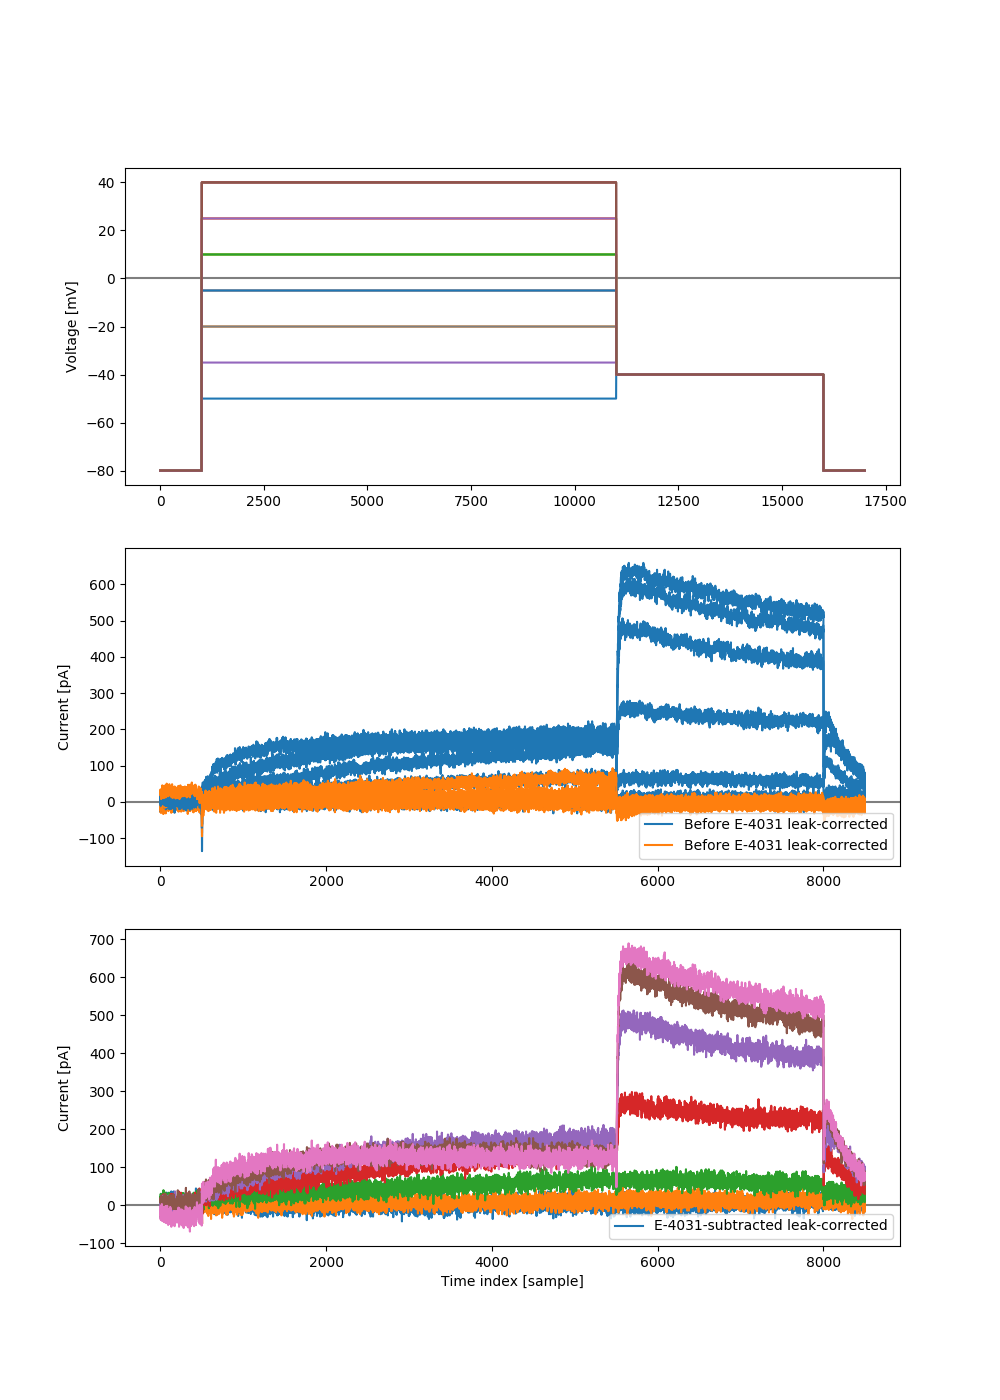 40
20
0
−20
−40
−60
−80
Voltage [mV]
0 2500 5000 7500 10000 12500 15000 17500
600
500
400
300
200
100
0
−100
Current [pA]
Before E-4031 leak-corrected
Before E-4031 leak-corrected
0 2000 4000 6000 8000
700
600
500
400
300
200
100
0
−100
Current [pA]
E-4031-subtracted leak-corrected
0 2000 4000 6000 8000
Time index [sample]